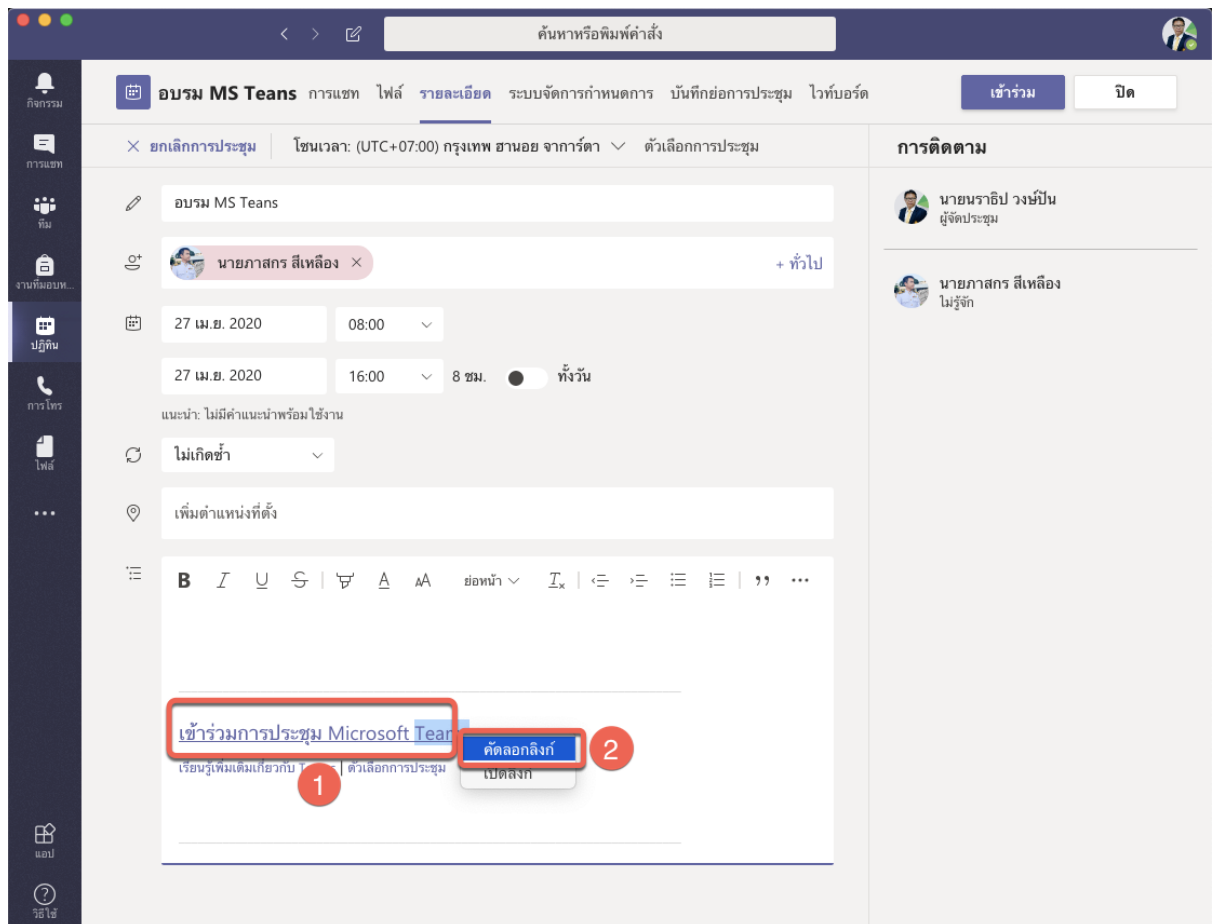 ค้นหาหรือพิมพ์คำสั่ง
กิจกรรม
การแชท
ทีม
งานที่มอบห...
ปฏิทิน
การโทร
ไฟล์
แอป
วิธีใช้
อบรม MS Teams การแชท ไฟล์ รายละเอียด ระบบจัดการกำหนดการ บันทึกย่อการประชุม ไวท์บอร์ด เข้าร่วม ปิด
ยกเลิกการประชุม โซนเวลา: (UTC+07:00) กรุงเทพ ฮานอย จาการ์ตา ตัวเลือกการประชุม
อบรม MS Teams
นายภาสกร สีเหลือง × + ทั่วไป
27 เม.ย. 2020 08:00
27 เม.ย. 2020 16:00 8 ชม. ทั้งวัน
แนะนำ: ไม่มีคำแนะนำพร้อมใช้งาน
ไม่เกิดซ้ำ
เพิ่มตำแหน่งที่ตั้ง
B I U S A AA ย่อหน้า Tx
เข้าร่วมการประชุม Microsoft
คัดลอกลิงก์ 2
เรียนรู้เพิ่มเติมเกี่ยวกับ | ตัวเลือกการประชุม
เปิดลิงก์
1
การติดตาม
นายนราธิป วงษ์ปัน
ผู้จัดประชุม
นายภาสกร สีเหลือง
ไม่รู้จัก